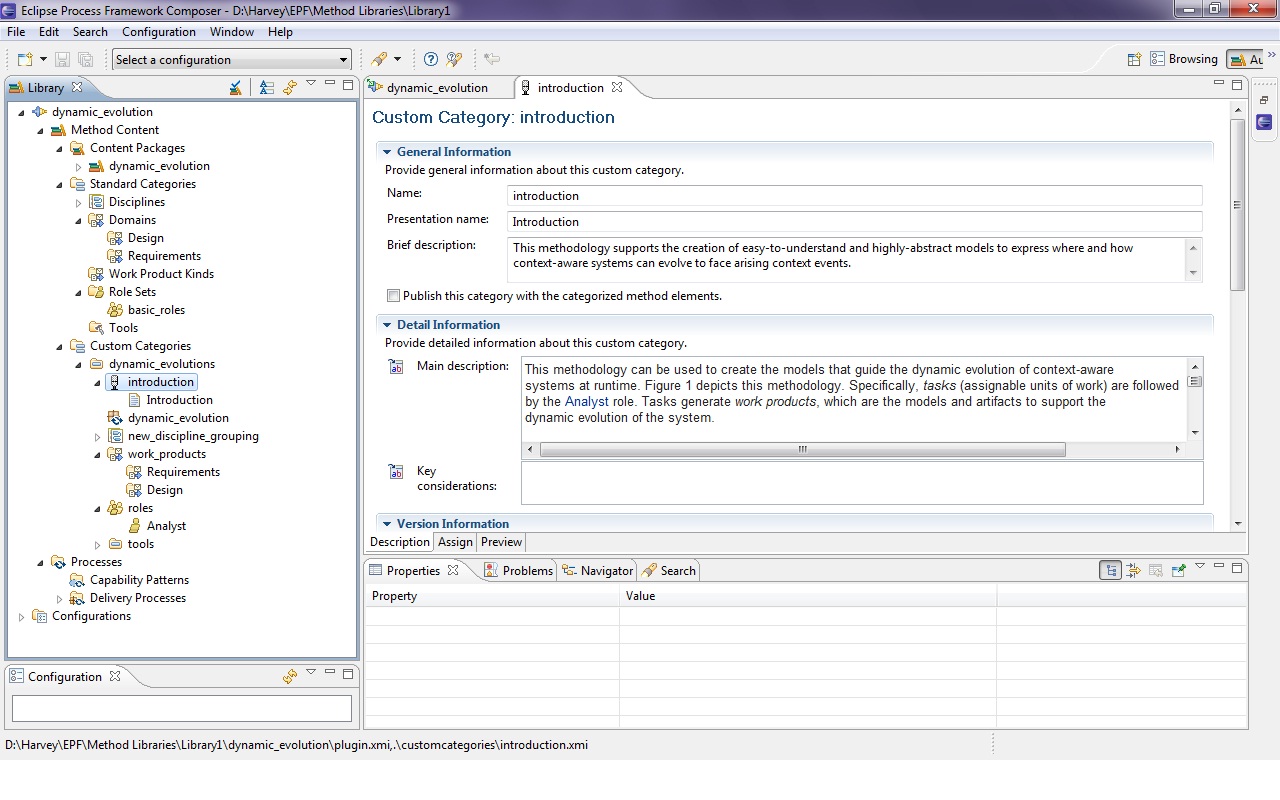 Eclipse Process Framework Composer - D:\Harvey\EPF\Method Libraries\Library1
File Edit Search Configuration Window Help
Select a configuration
Browsing
Au
Library
dynamic_evolution
Method Content
Content Packages
dynamic_evolution
Standard Categories
Disciplines
Domains
Design
Requirements
Work Product Kinds
Role Sets
basic_roles
Tools
Custom Categories
dynamic_evolutions
introduction
Introduction
dynamic_evolution
new_discipline_grouping
work_products
Requirements
Design
roles
Analyst
tools
Processes
Capability Patterns
Delivery Processes
Configurations
Configuration
dynamic_evolution
introduction
Custom Category: introduction
General Information
Provide general information about this custom category.
Name: introduction
Presentation name: Introduction
Brief description: This methodology supports the creation of easy-to-understand and highly-abstract models to express where and how
context-aware systems can evolve to face arising context events.
Publish this category with the categorized method elements.
Detail Information
Provide detailed information about this custom category.
Main description: This methodology can be used to create the models that guide the dynamic evolution of context-aware
systems at runtime. Figure 1 depicts this methodology. Specifically, tasks (assignable units of work) are followed
by the Analyst role. Tasks generate work products, which are the models and artifacts to support the
dynamic evolution of the system.
Key
considerations:
Version Information
Description Assign Preview
Properties Problems Navigator Search
Property Value
D:\Harvey\EPF\Method Libraries\Library1\dynamic_evolution\plugin.xmi,.\customcategories\introduction.xmi